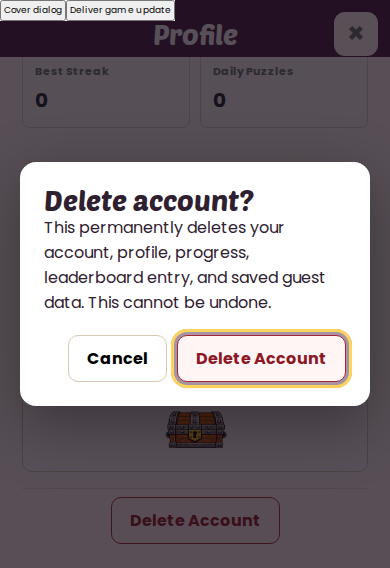 Cover dialog Deliver game update
Profile
✖
Best Streak Daily Puzzles
0 0
Delete account?
This permanently deletes your
account, profile, progress,
leaderboard entry, and saved guest
data. This cannot be undone.
Cancel Delete Account
Delete Account